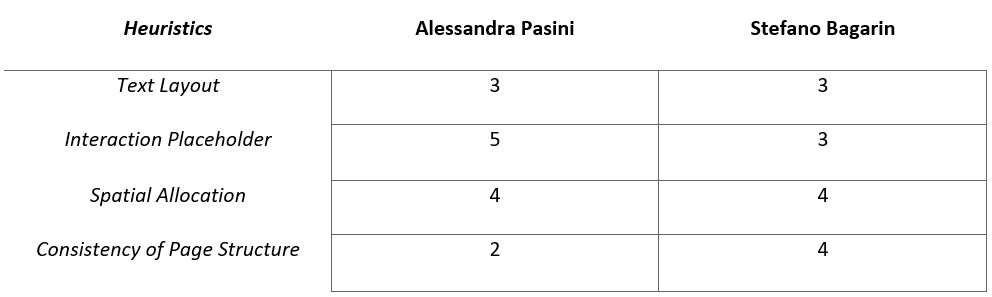 Heuristics Alessandra Pasini Stefano Bagarin
Text Layout 3 3
Interaction Placeholder 5 3
Spatial Allocation 4 4
Consistency of Page Structure 2 4